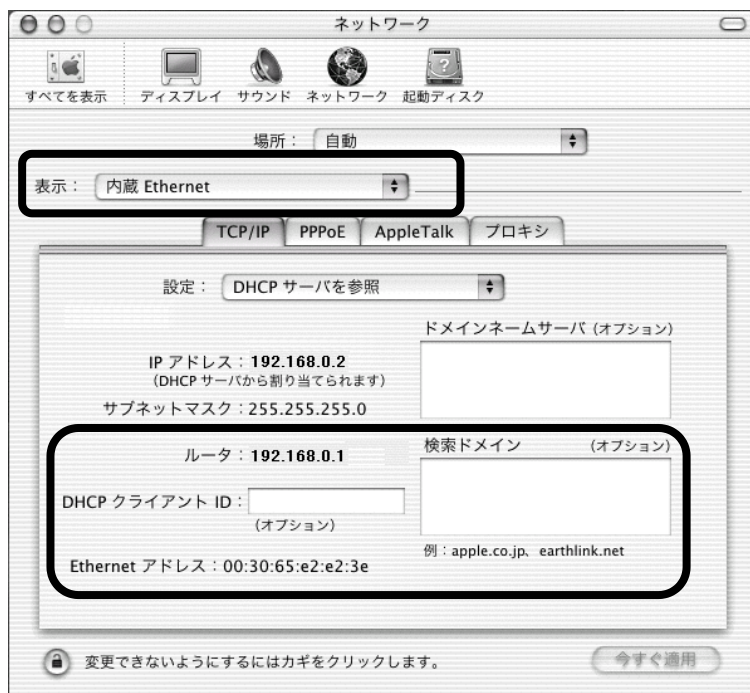 ネットワーク
すべてを表示 ディスプレイ サウンド ネットワーク 起動ディスク
場所： 自動
表示： 内蔵 Ethernet
TCP/IP PPPoE AppleTalk プロキシ
設定： DHCP サーバを参照
ドメインネームサーバ (オプション)
IP アドレス：192.168.0.2
(DHCP サーバから割り当てられます)
サブネットマスク：255.255.255.0
ルータ：192.168.0.1
検索ドメイン (オプション)
DHCP クライアント ID：
(オプション)
例：apple.co.jp、earthlink.net
Ethernet アドレス：00:30:65:e2:e2:3e
変更できないようにするにはカギをクリックします。
今すぐ適用